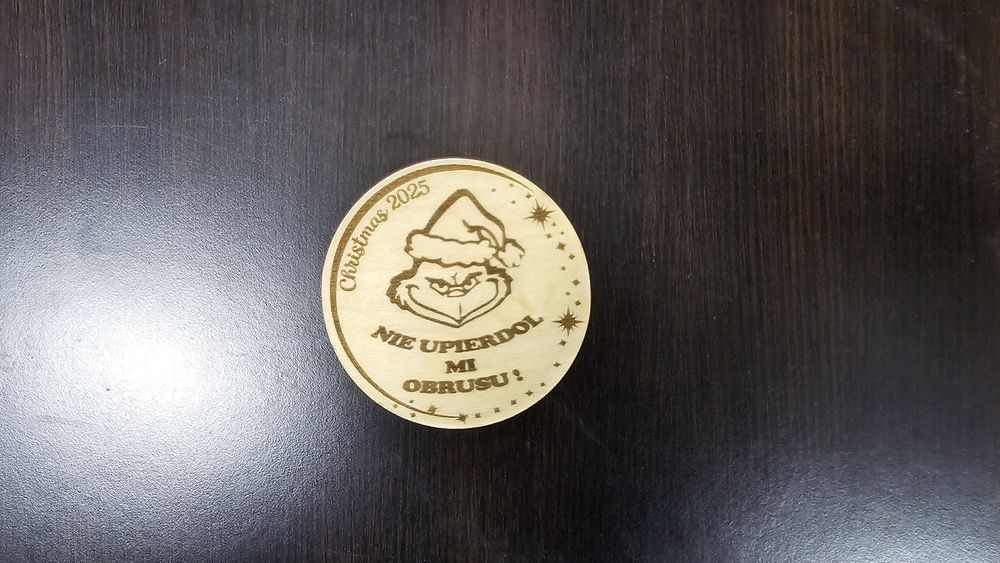 Christmas 2025
NIE UPIERDOL
MI
OBRUSU!